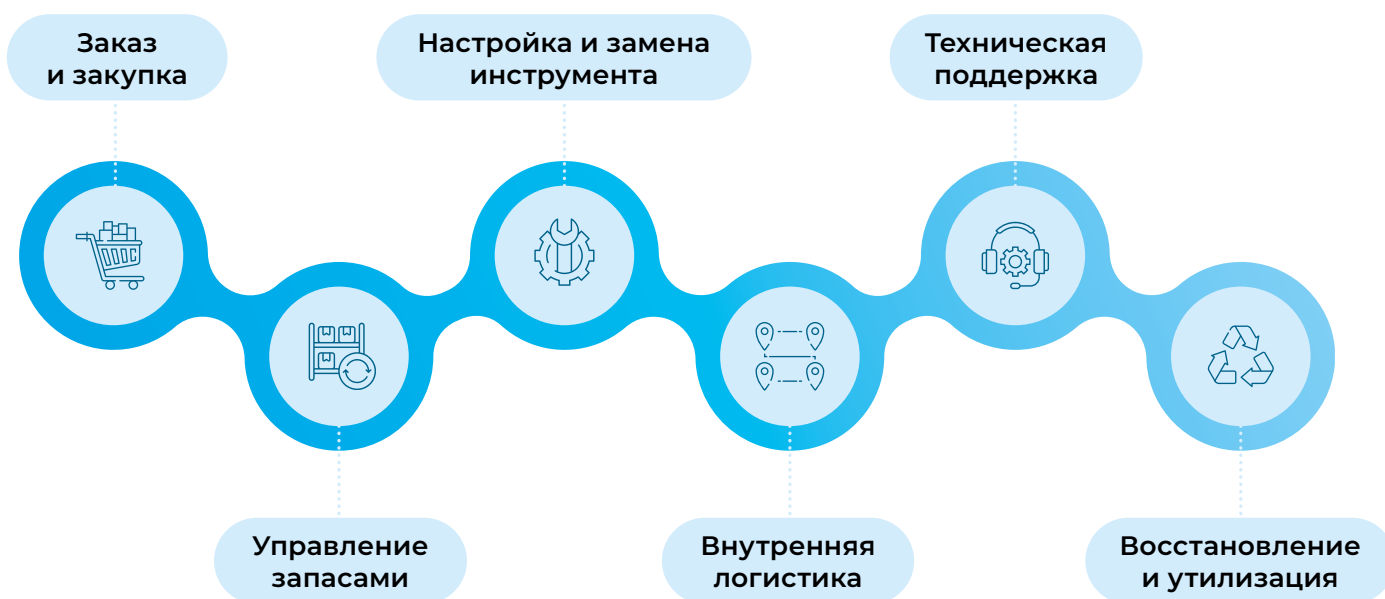 Заказ
и закупка
Настройка и замена
инструмента
Техническая
поддержка
Управление
запасами
Внутренняя
логистика
Восстановление
и утилизация